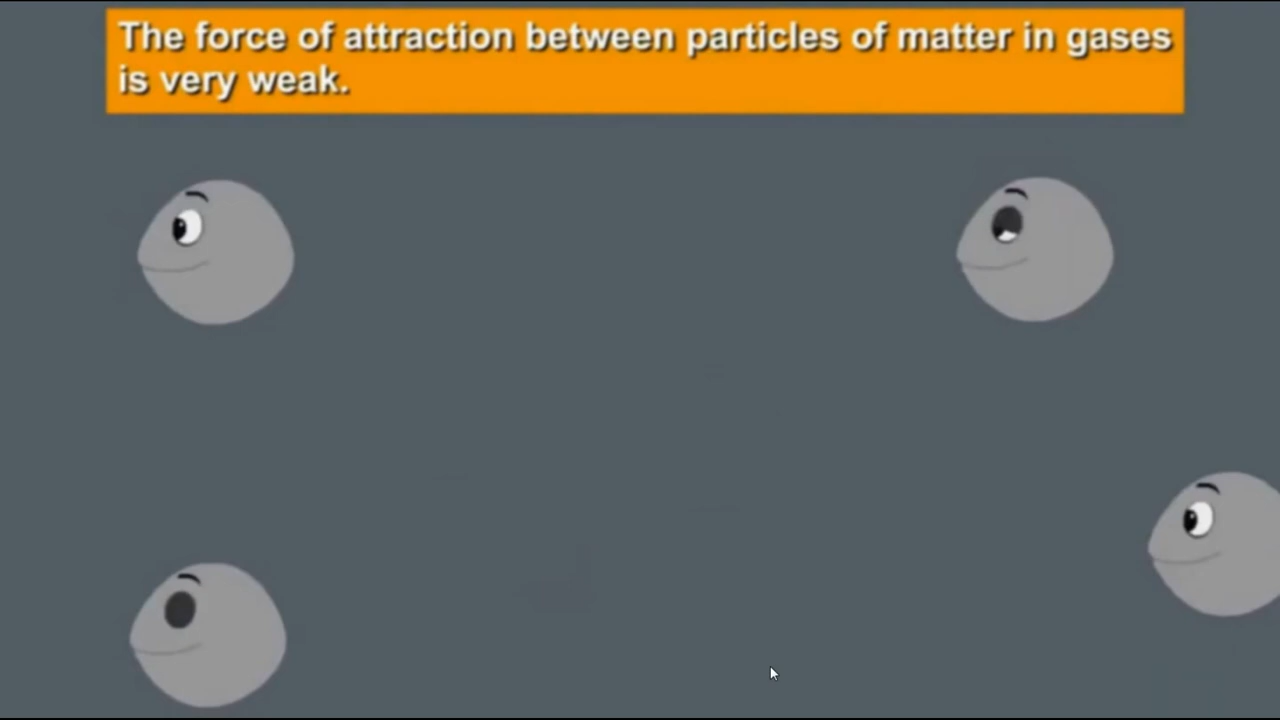 The force of attraction between particles of matter in gases
is very weak.